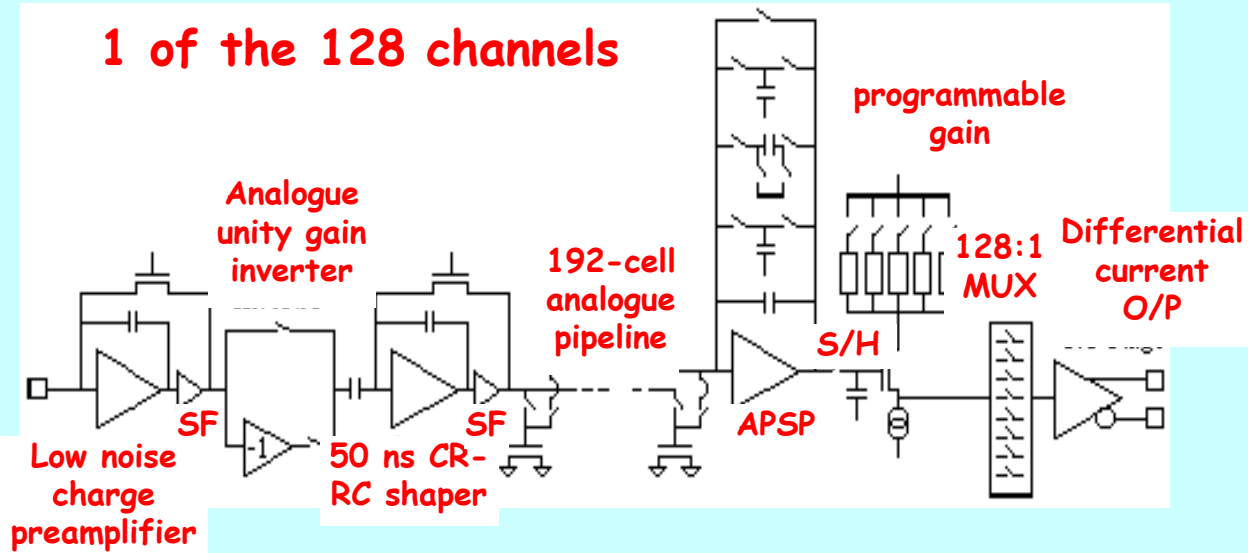 1 of the 128 channels
programmable
gain
Analogue
unity gain
inverter
192-cell
analogue
pipeline
128:1
MUX
Differential
current
O/P
S/H
SF
SF
APSP
-1
Low noise
charge
preamplifier
50 ns CR-
RC shaper